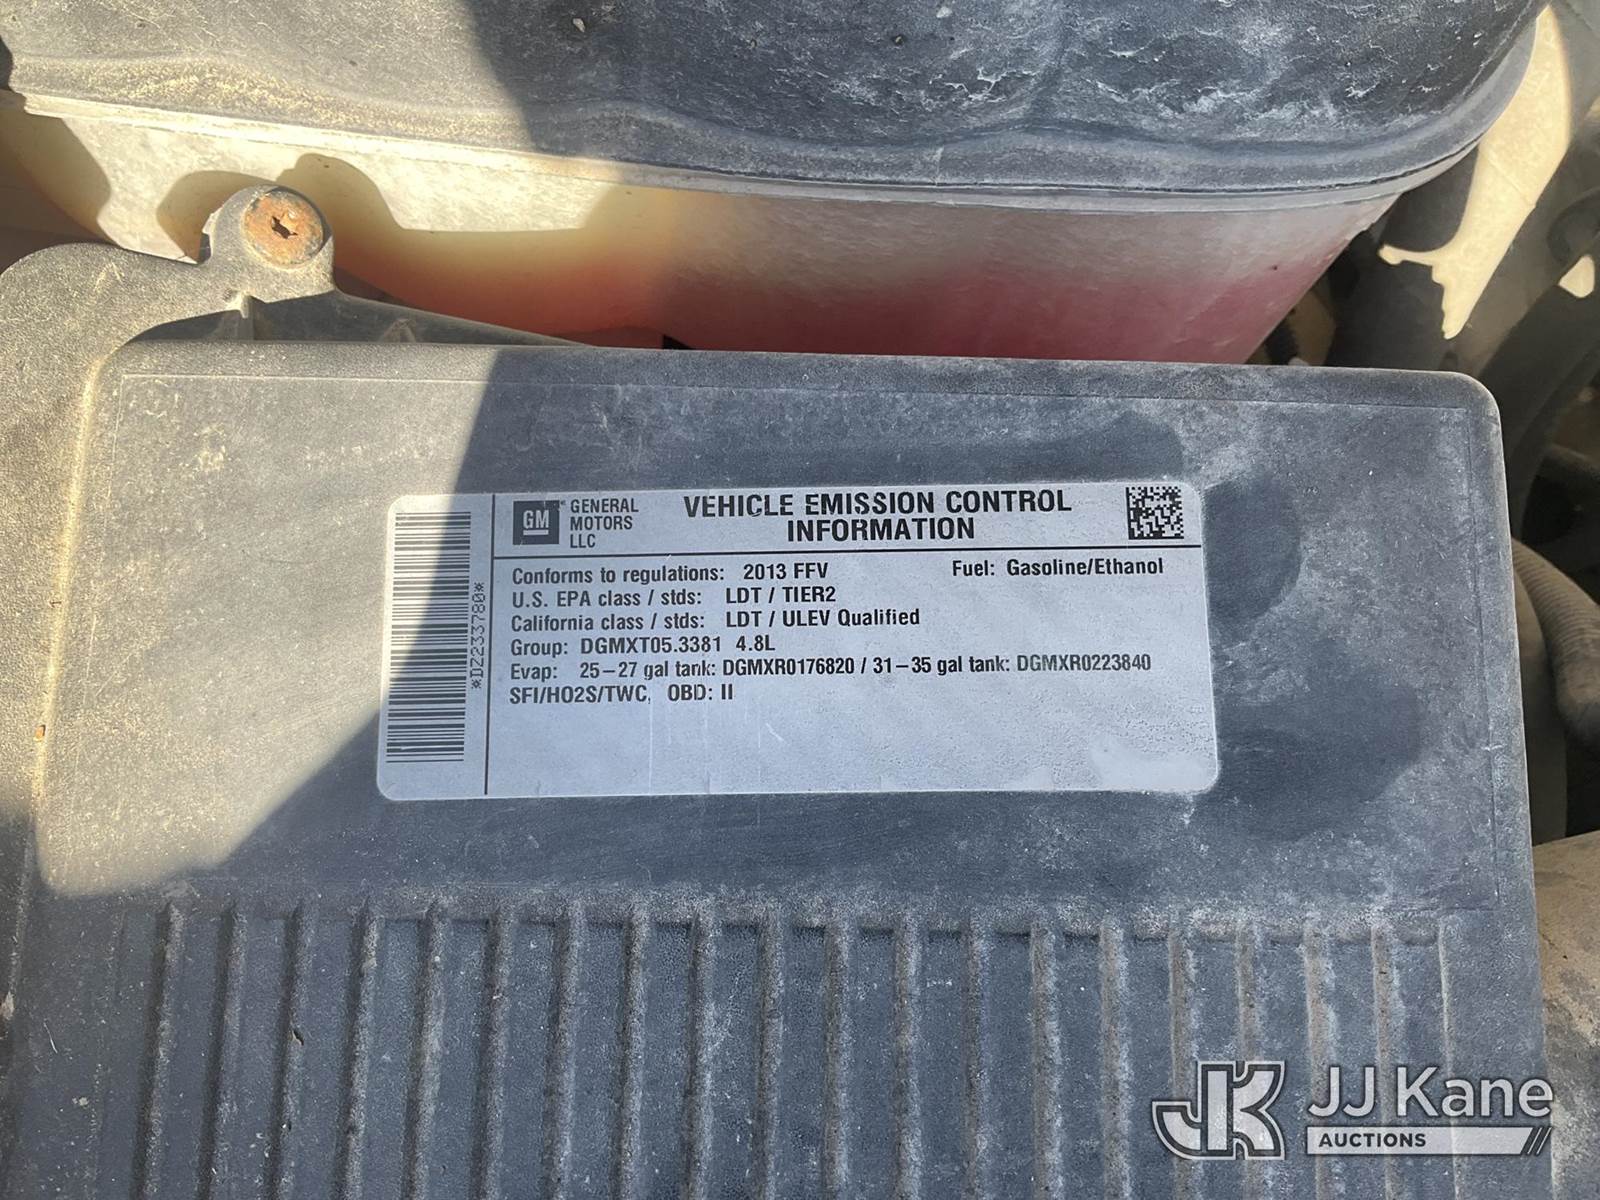 GM
GENERAL
MOTORS
LLC
VEHICLE EMISSION CONTROL
INFORMATION
*DZ233780*
Conforms to regulations: 2013 FFV Fuel: Gasoline/Ethanol
U.S. EPA class / stds: LDT / TIER2
California class / stds: LDT / ULEV Qualified
Group: DGMXT05.3381 4.8L
Evap: 25-27 gal tank: DGMXR0176820 / 31-35 gal tank: DGMXR0223840
SFI/HO2S/TWC, OBD: II
JK JJ Kane
AUCTIONS